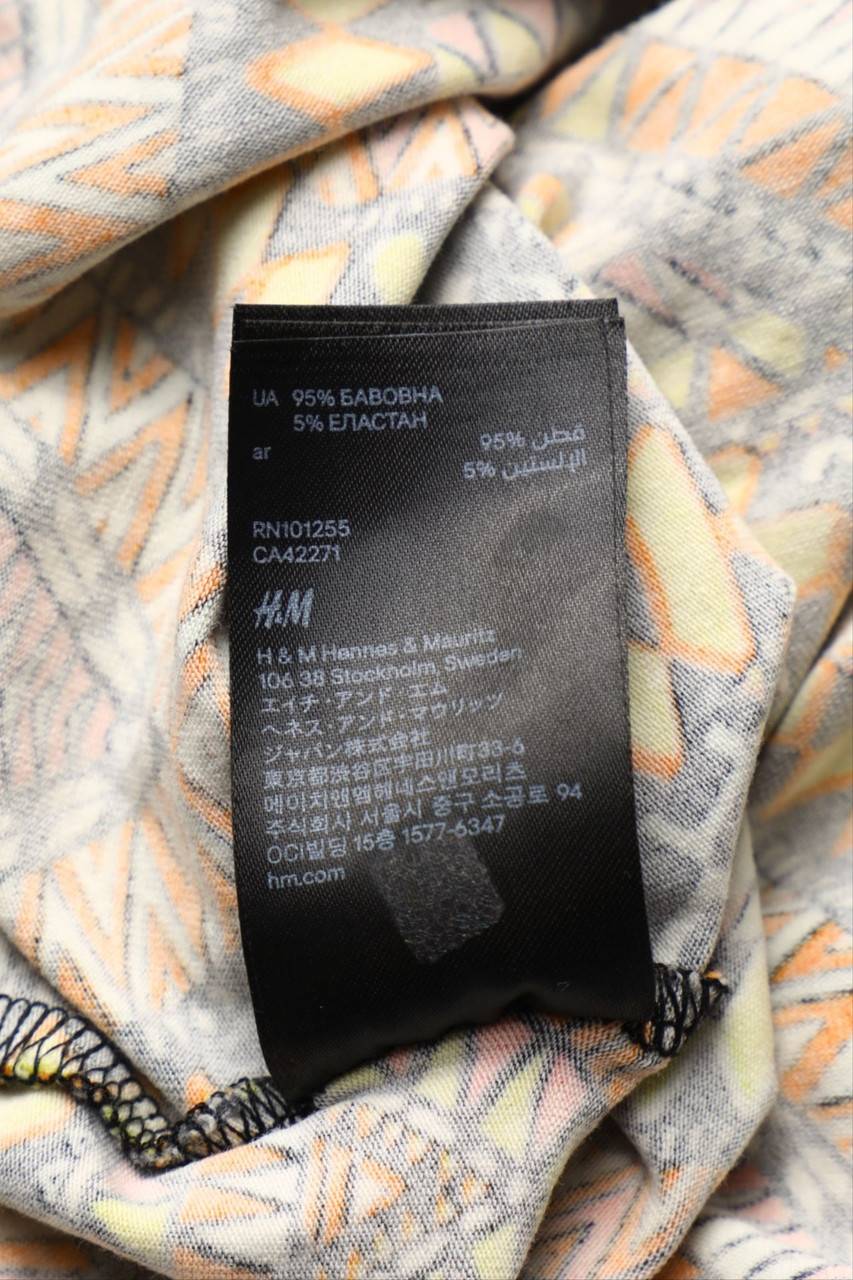 UA 95% БАВОВНА
5% ЕЛАСТАН
ar 95% قطن
5% الإلستين
RN101255
CA42271
H&M
H & M Hennes & Mauritz
106 38 Stockholm, Sweden
エイチ・アンド・エム
ヘネス・アンド・マウリッツ
ジャパン株式会社
東京都渋谷区宇田川町33-6
에이치앤엠헤네스앤모리츠
주식회사 서울시 중구 소공로 94
OCI빌딩 15층 1577-6347
hm.com